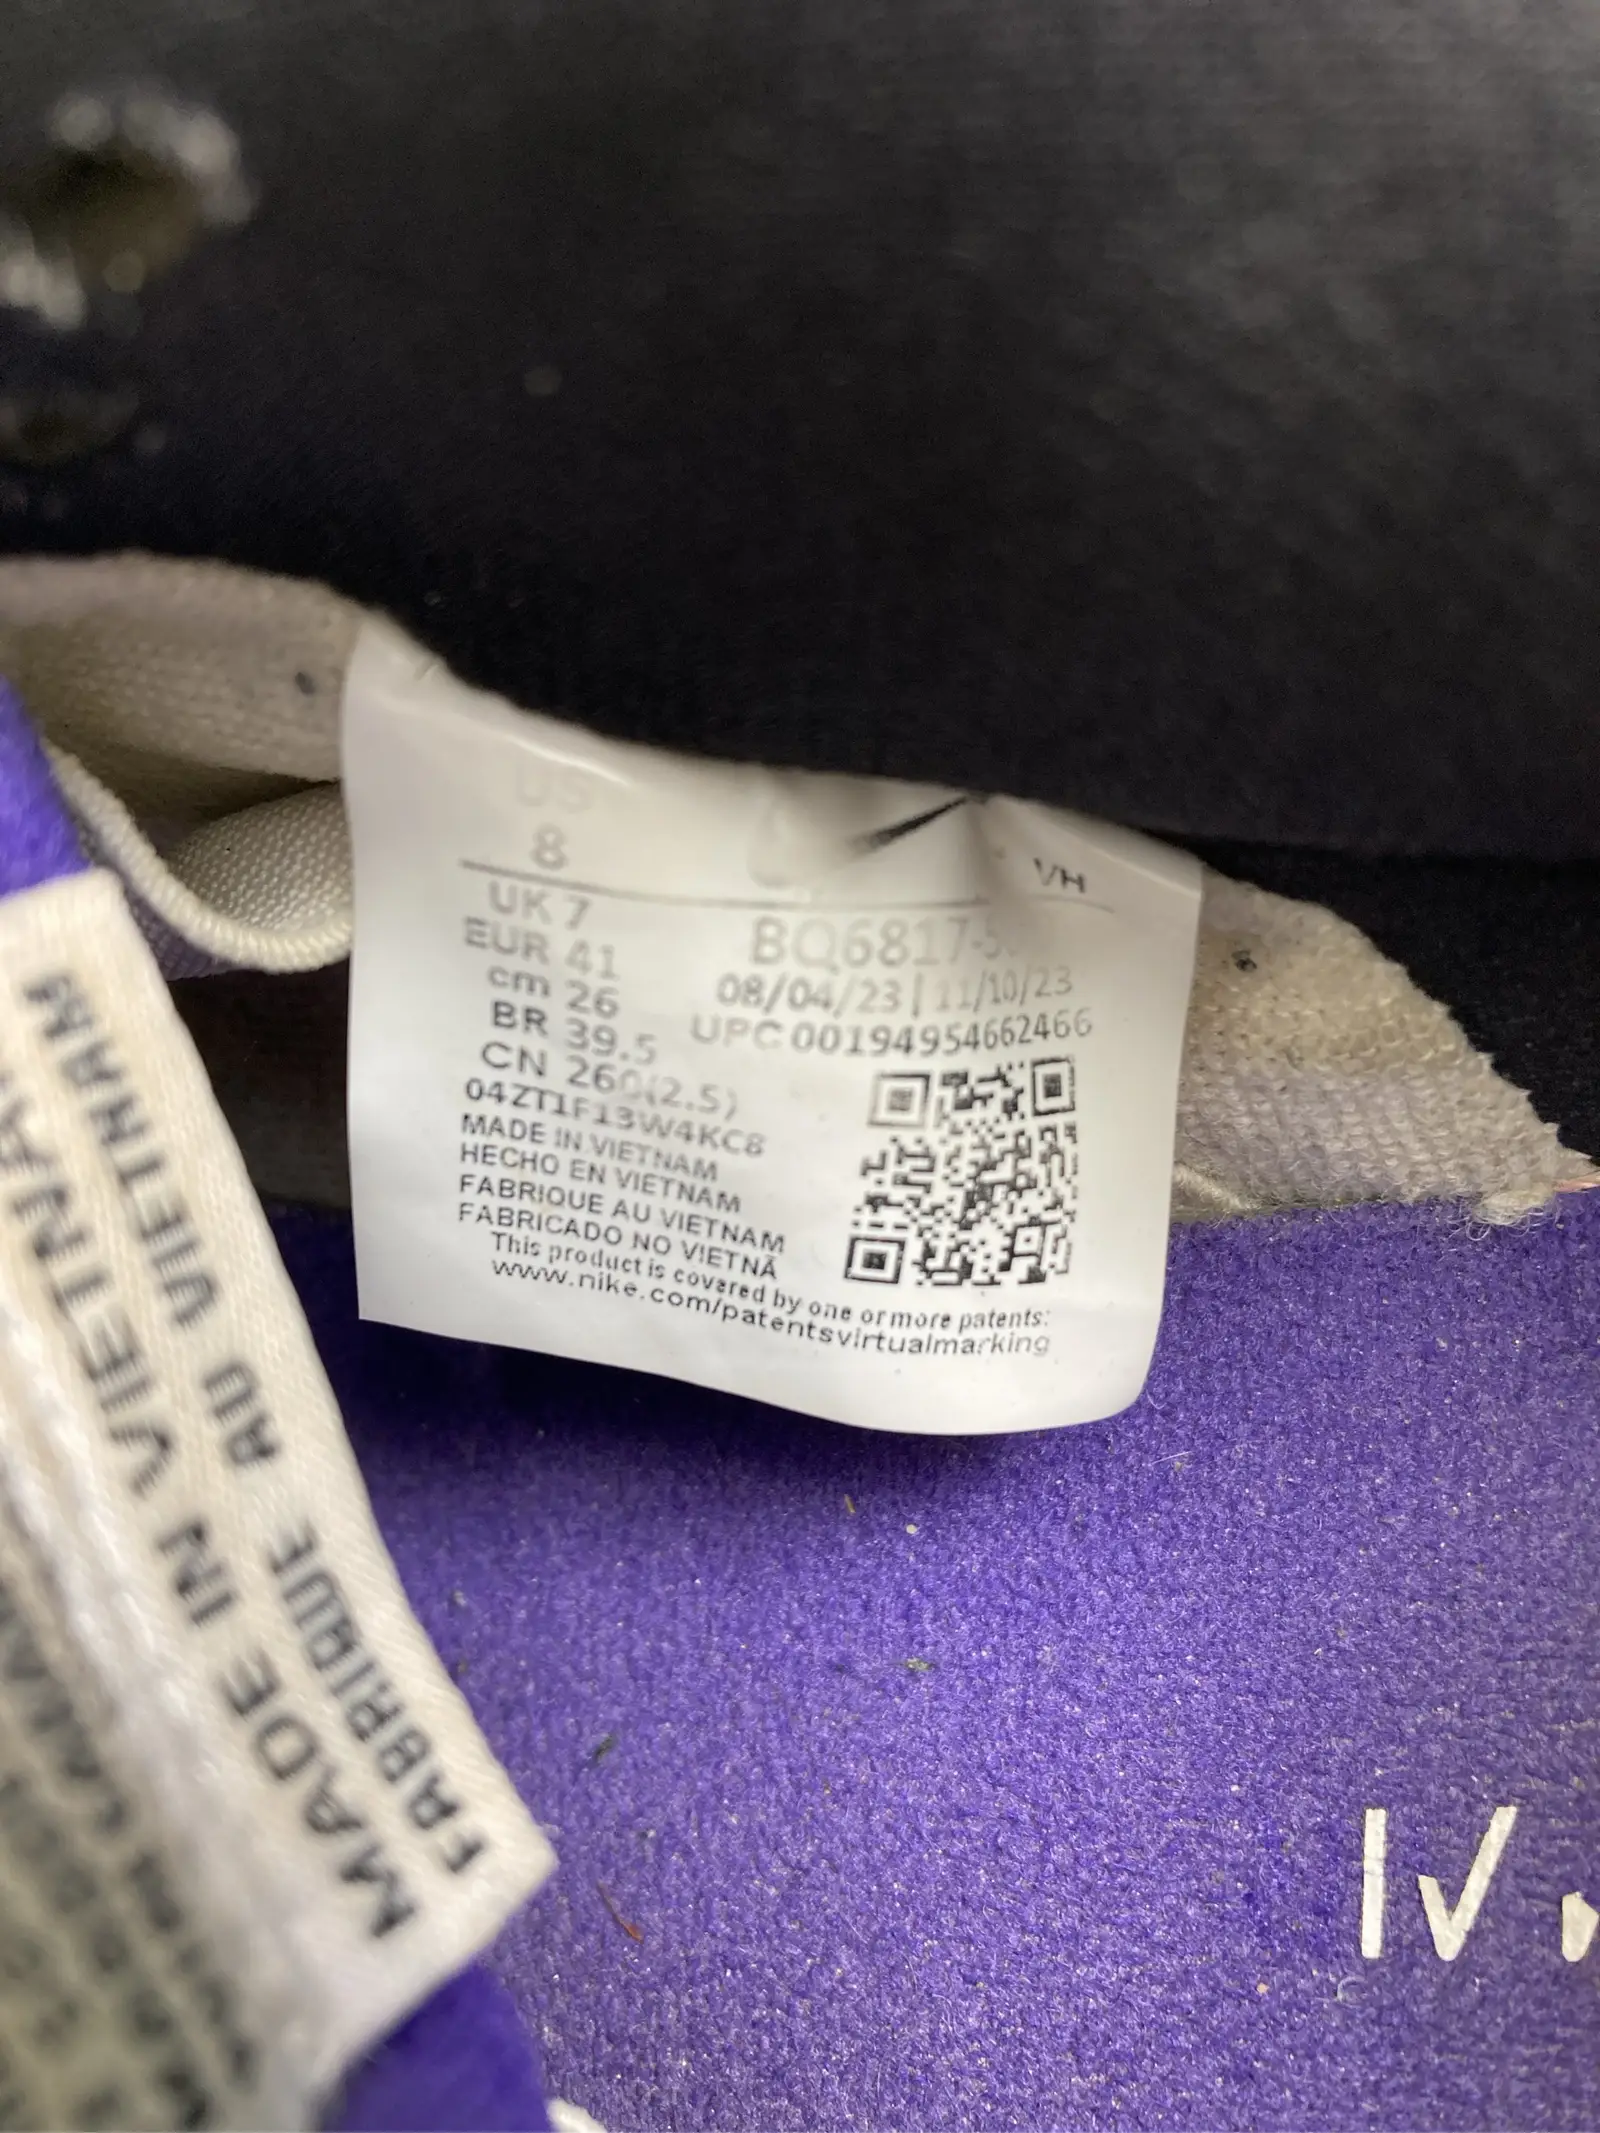 US
8
VH
UK 7
EUR 41
cm 26
BR 39.5
CN 260(2.5)
BQ6817-
08/04/23 | 11/10/23
UPC 00194954662466
04ZT1F13W4KC8
MADE IN VIETNAM
HECHO EN VIETNAM
FABRIQUE AU VIETNAM
FABRICADO NO VIETNÃ
This product is covered by one or more patents:
www.nike.com/patentsvirtualmarking
MADE IN VIETNAM
FABRIQUE AU VIETNAM